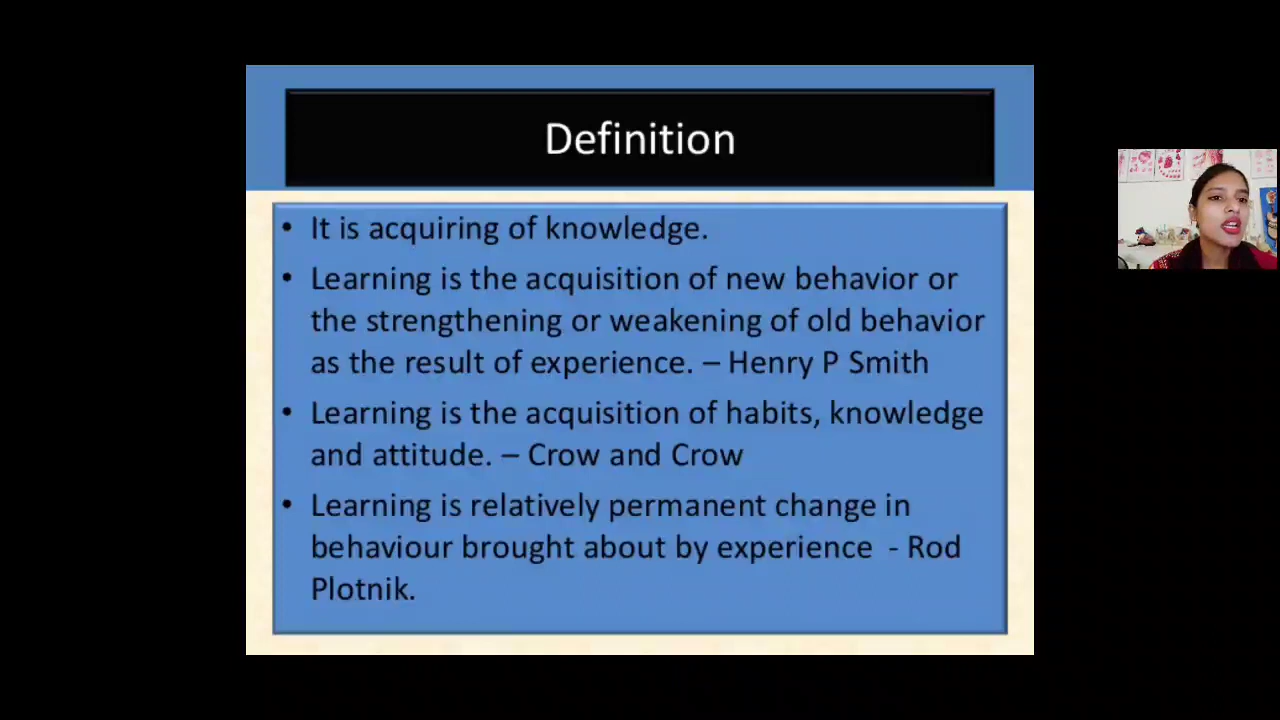 Definition
• It is acquiring of knowledge.
• Learning is the acquisition of new behavior or
the strengthening or weakening of old behavior
as the result of experience. – Henry P Smith
• Learning is the acquisition of habits, knowledge
and attitude. – Crow and Crow
• Learning is relatively permanent change in
behaviour brought about by experience  - Rod
Plotnik.